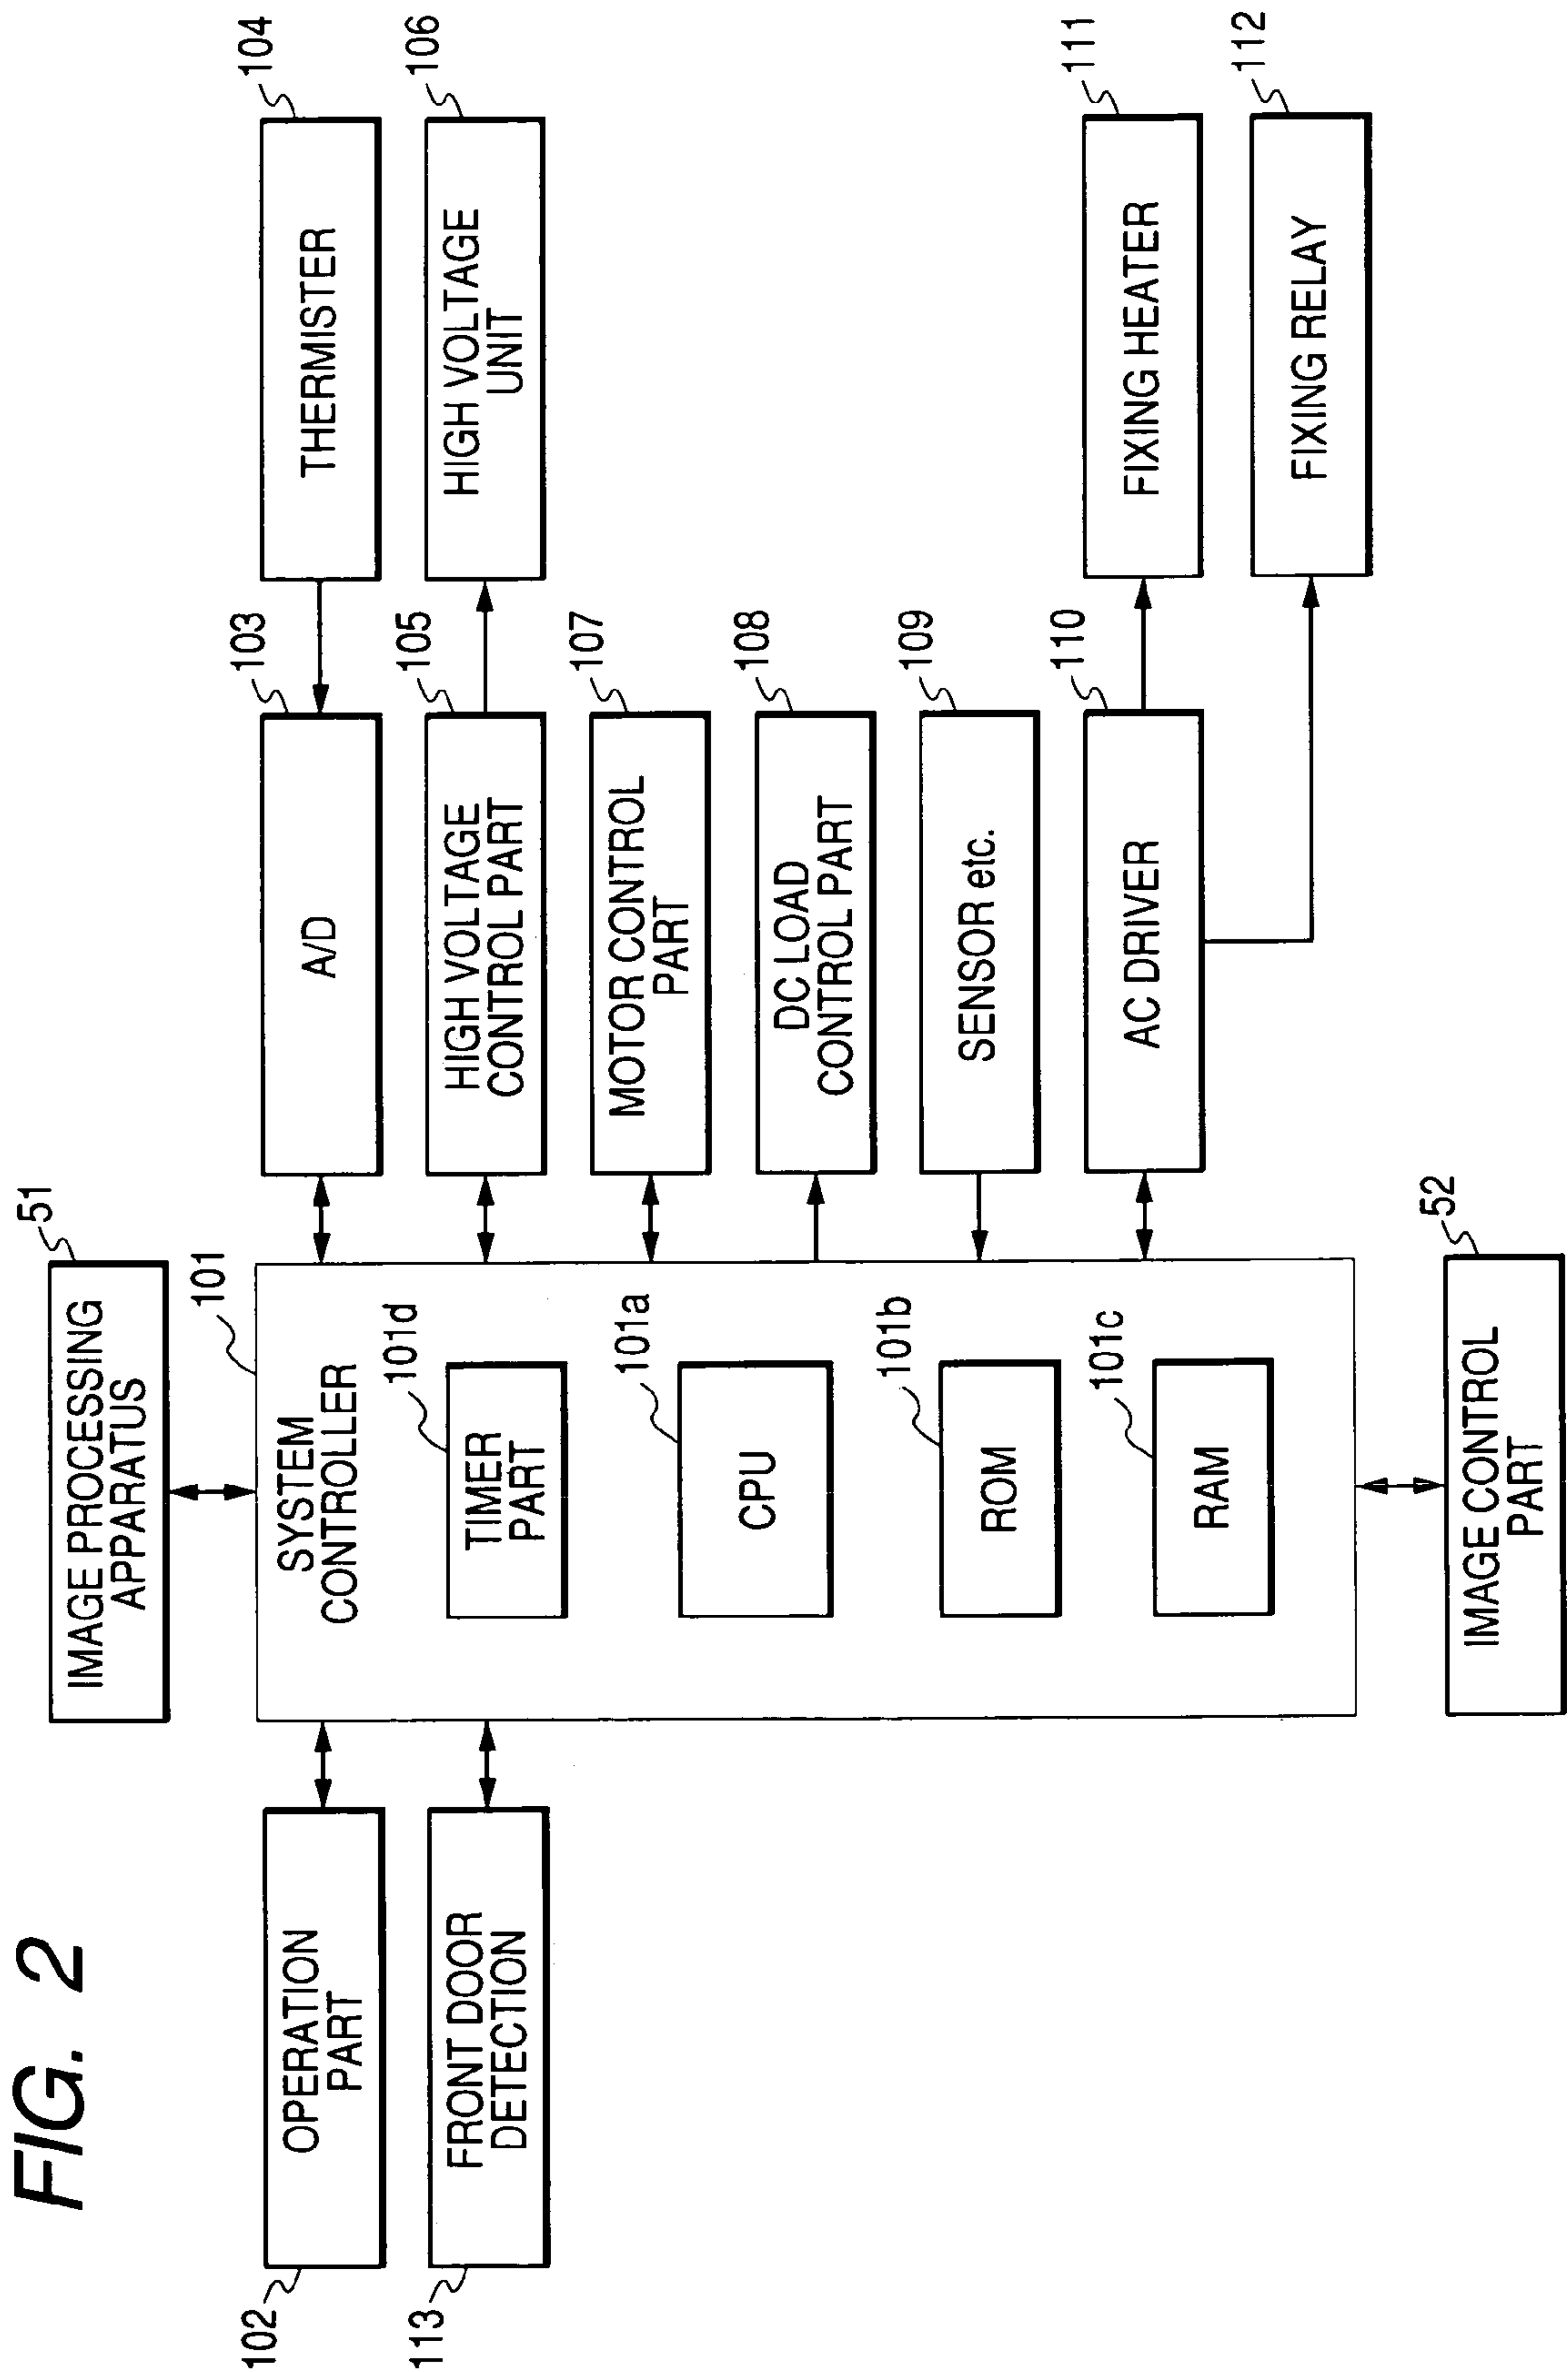 FIG. 2
51
IMAGE PROCESSING
APPARATUS
101
SYSTEM
CONTROLLER
101d
TIMER
PART
101a
CPU
101b
ROM
101c
RAM
52
IMAGE CONTROL
PART
OPERATION
PART
102
FRONT DOOR
DETECTION
113
103
A/D
104
THERMISTER
105
HIGH VOLTAGE
CONTROL PART
106
HIGH VOLTAGE
UNIT
107
MOTOR CONTROL
PART
108
DC LOAD
CONTROL PART
109
SENSOR etc.
110
AC DRIVER
111
FIXING HEATER
112
FIXING RELAY